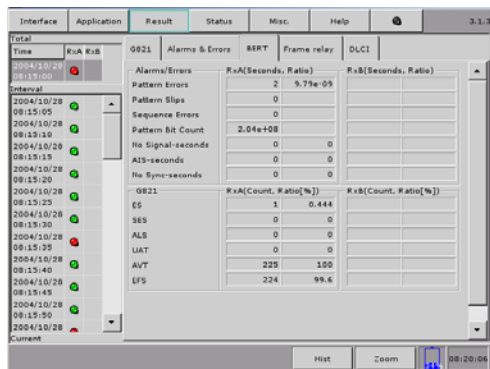 Interface Application Result Status Misc. Help 3.1.3
Total
Time RxA RxB
2004/10/28
08:15:00
Interval
2004/10/28
08:15:05
2004/10/28
08:15:10
2004/10/28
08:15:15
2004/10/28
08:15:20
2004/10/28
08:15:25
2004/10/28
08:15:30
2004/10/28
08:15:35
2004/10/28
08:15:40
2004/10/28
08:15:45
2004/10/28
08:15:50
2004/10/28
Current
G821 Alarms & Errors BERT Frame relay DLCI
Alarms/Errors RxA(Seconds, Ratio) RxB(Seconds, Ratio)
Pattern Errors 2 9.79e-09
Pattern Slips 0
Sequence Errors 0
Pattern Bit Count 2.04e+08
No Signal-seconds 0 0
AIS-seconds 0 0
No Sync-seconds 0 0
G821 RxA(Count, Ratio[%]) RxB(Count, Ratio[%])
ES 1 0.444
SES 0 0
ALS 0 0
UAT 0 0
AVT 225 100
EFS 224 99.6
Hist Zoom 08:20:06